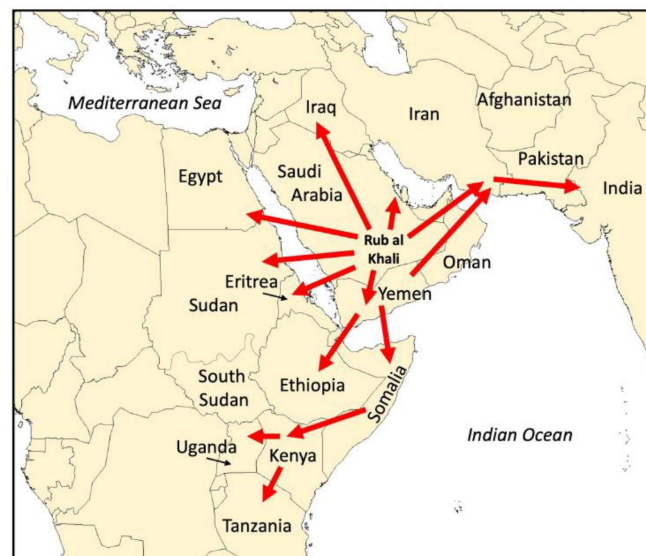 Mediterranean Sea
Iraq
Iran
Afghanistan
Pakistan
India
Egypt
Saudi
Arabia
Rub al
Khali
Oman
Eritrea
Yemen
Sudan
South
Sudan
Ethiopia
Somalia
Uganda
Kenya
Indian Ocean
Tanzania